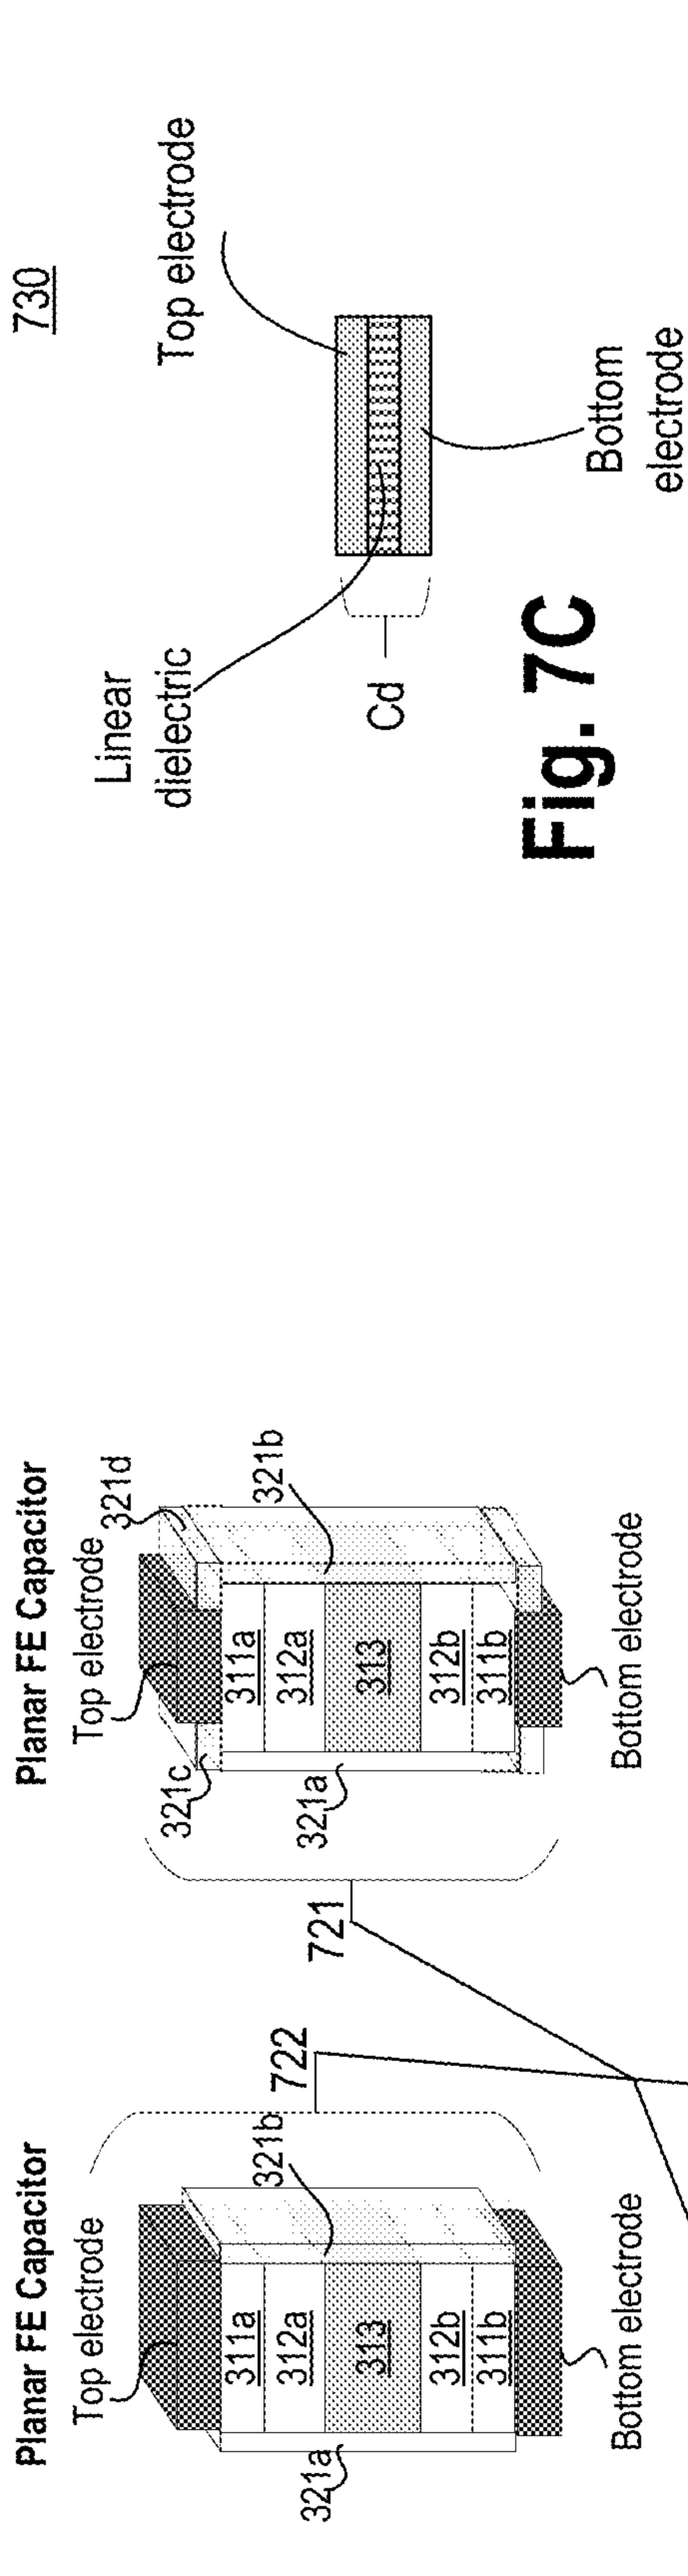 Planar FE Capacitor
Top electrode
311a
312a
313
312b
311b
321a
321b
722
Bottom electrode
Planar FE Capacitor
Top electrode
321c
321d
311a
312a
313
312b
311b
321a
321b
721
Bottom electrode
730
Top electrode
Linear
dielectric
Cd
Bottom
electrode
Fig. 7C